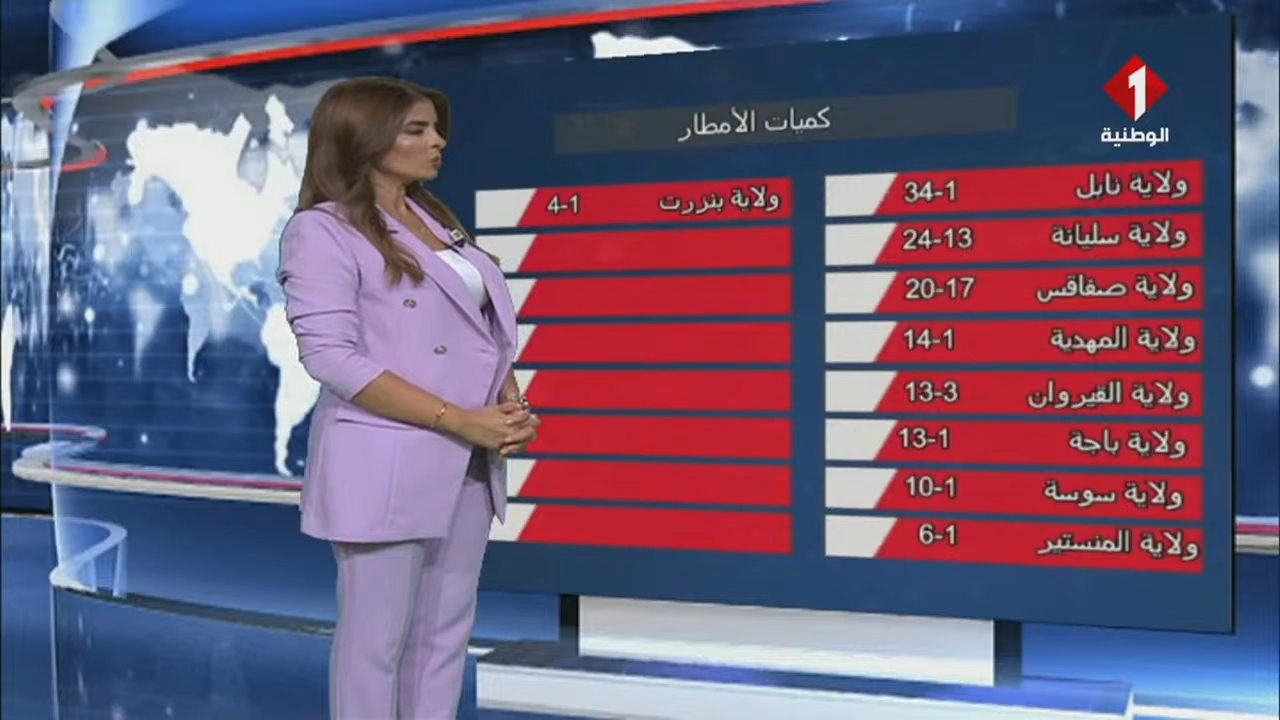 1
الوطنية
كميات الأمطار
ولاية نابل 34-1
ولاية سليانة 24-13
ولاية صفاقس 20-17
ولاية المهدية 14-1
ولاية القيروان 13-3
ولاية باجة 13-1
ولاية سوسة 10-1
ولاية المنستير 6-1
ولاية بنزرت 4-1